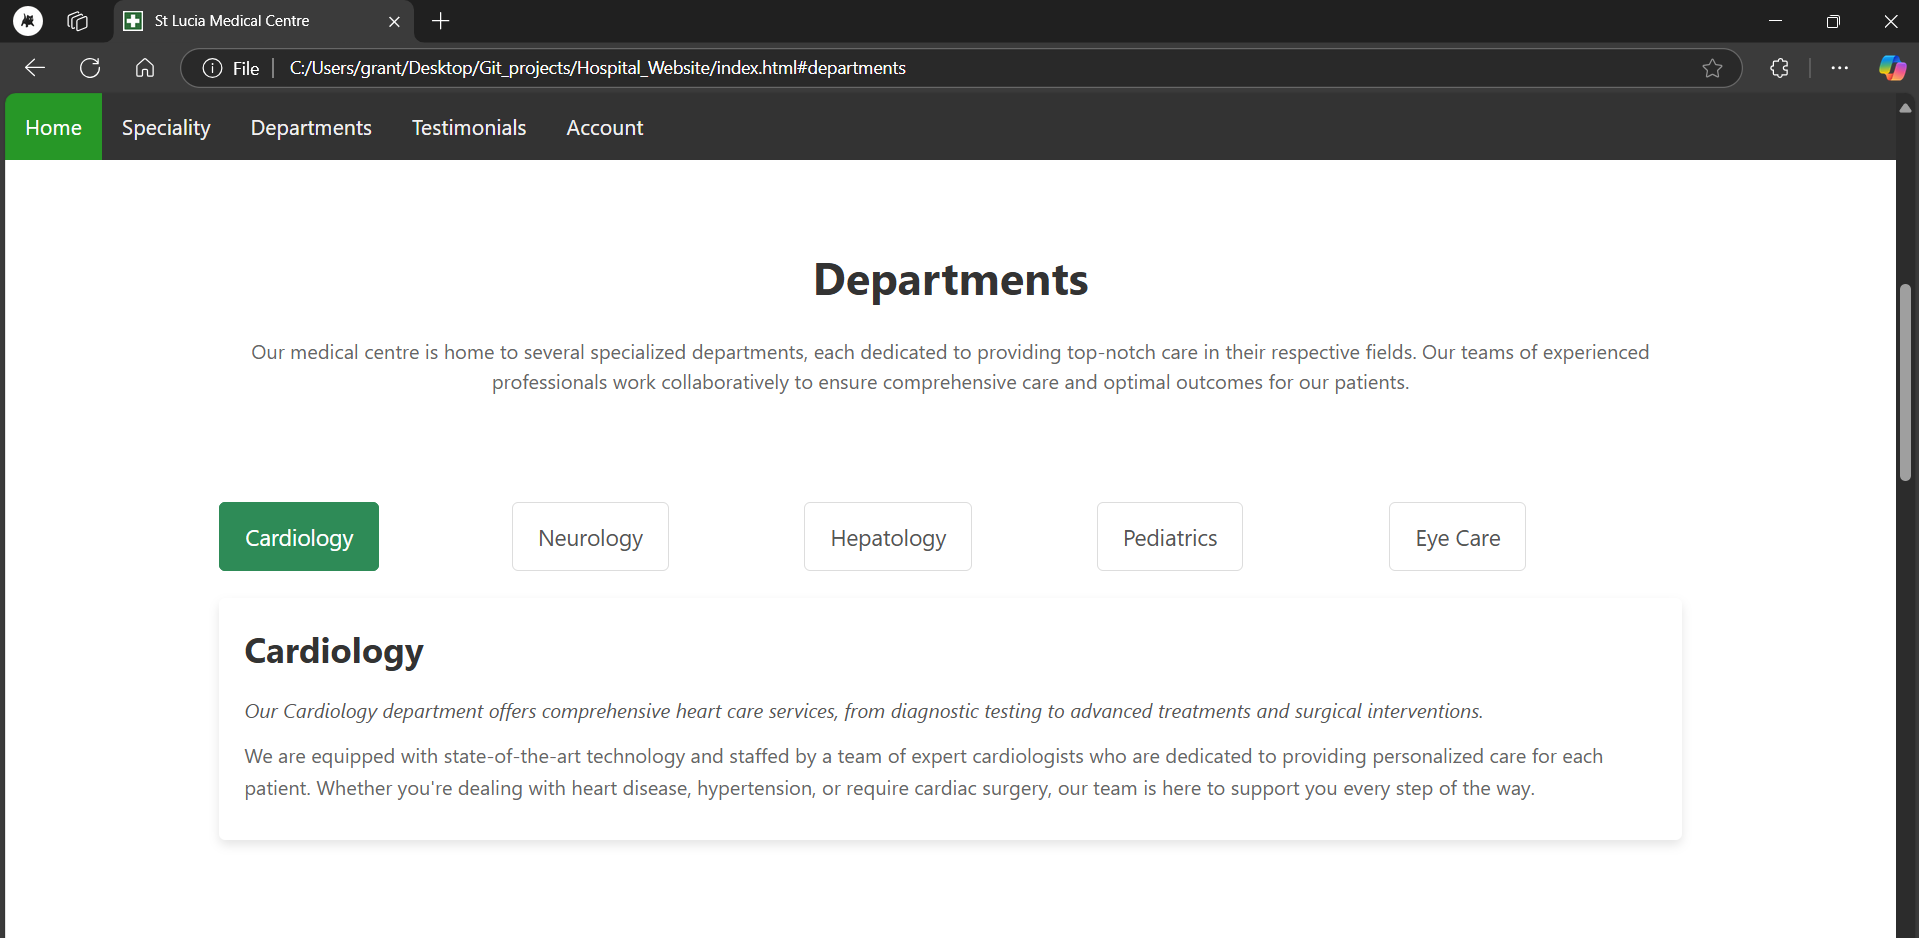 St Lucia Medical Centre
File
C:/Users/grant/Desktop/Git_projects/Hospital_Website/index.html#departments
Home Speciality Departments Testimonials Account
Departments
Our medical centre is home to several specialized departments, each dedicated to providing top-notch care in their respective fields. Our teams of experienced
professionals work collaboratively to ensure comprehensive care and optimal outcomes for our patients.
Cardiology Neurology Hepatology Pediatrics Eye Care
Cardiology
Our Cardiology department offers comprehensive heart care services, from diagnostic testing to advanced treatments and surgical interventions.
We are equipped with state-of-the-art technology and staffed by a team of expert cardiologists who are dedicated to providing personalized care for each
patient. Whether you're dealing with heart disease, hypertension, or require cardiac surgery, our team is here to support you every step of the way.